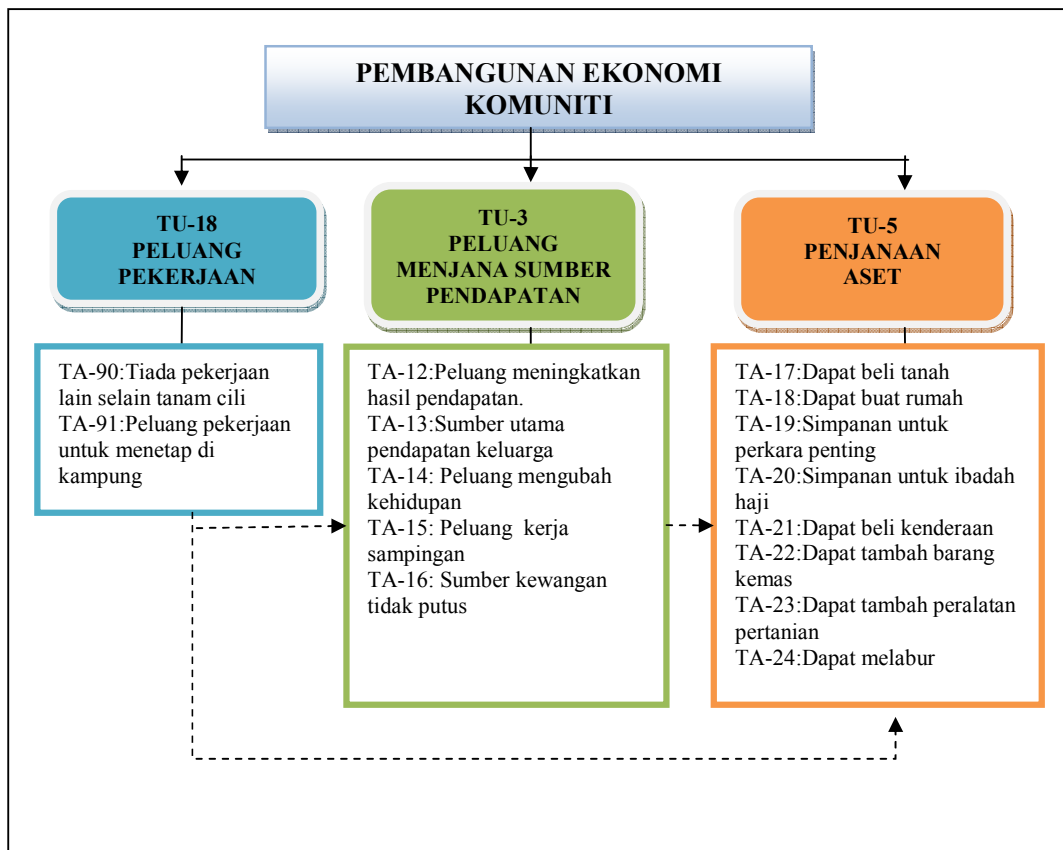 PEMBANGUNAN EKONOMI
KOMUNITI
TU-18
PELUANG
PEKERJAAN
TU-3
PELUANG
MENJANA SUMBER
PENDAPATAN
TU-5
PENJANAAN
ASET
TA-90:Tiada pekerjaan
lain selain tanam cili
TA-91:Peluang pekerjaan
untuk menetap di
kampung
TA-12:Peluang meningkatkan
hasil pendapatan.
TA-13:Sumber utama
pendapatan keluarga
TA-14: Peluang mengubah
kehidupan
TA-15: Peluang  kerja
sampingan
TA-16: Sumber kewangan
tidak putus
TA-17:Dapat beli tanah
TA-18:Dapat buat rumah
TA-19:Simpanan untuk
perkara penting
TA-20:Simpanan untuk ibadah
haji
TA-21:Dapat beli kenderaan
TA-22:Dapat tambah barang
kemas
TA-23:Dapat tambah peralatan
pertanian
TA-24:Dapat melabur